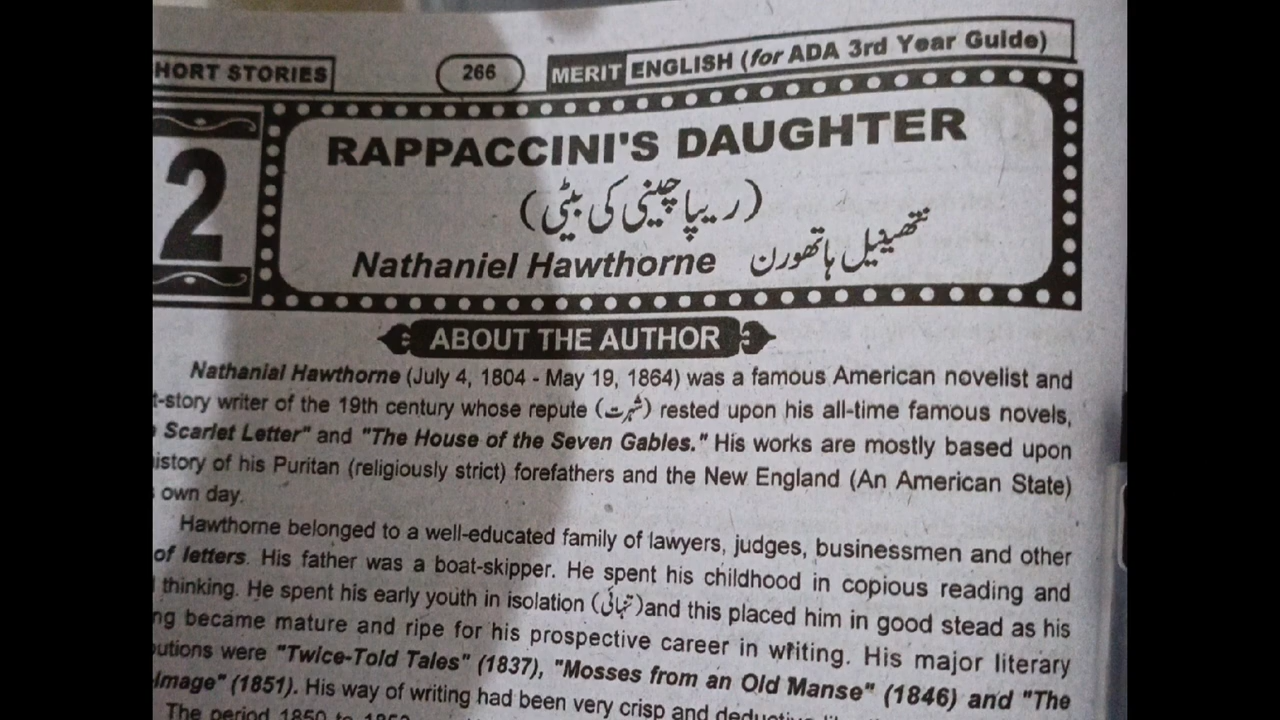 HORT STORIES 266 MERIT ENGLISH (for ADA 3rd Year Guide)
2
RAPPACCINI'S DAUGHTER
(ریپاچینی کی بیٹی)
Nathaniel Hawthorne نتھینیل ہاتھورن
ABOUT THE AUTHOR
Nathanial Hawthorne (July 4, 1804 - May 19, 1864) was a famous American novelist and
t-story writer of the 19th century whose repute (شہرت) rested upon his all-time famous novels,
Scarlet Letter" and "The House of the Seven Gables." His works are mostly based upon
istory of his Puritan (religiously strict) forefathers and the New England (An American State)
own day.
Hawthorne belonged to a well-educated family of lawyers, judges, businessmen and other
of letters. His father was a boat-skipper. He spent his childhood in copious reading and
thinking. He spent his early youth in isolation (تنہائی)and this placed him in good stead as his
ng became mature and ripe for his prospective career in writing. His major literary
butions were "Twice-Told Tales" (1837), "Mosses from an Old Manse" (1846) and "The
-Image" (1851). His way of writing had been very crisp and
The period 1850 to